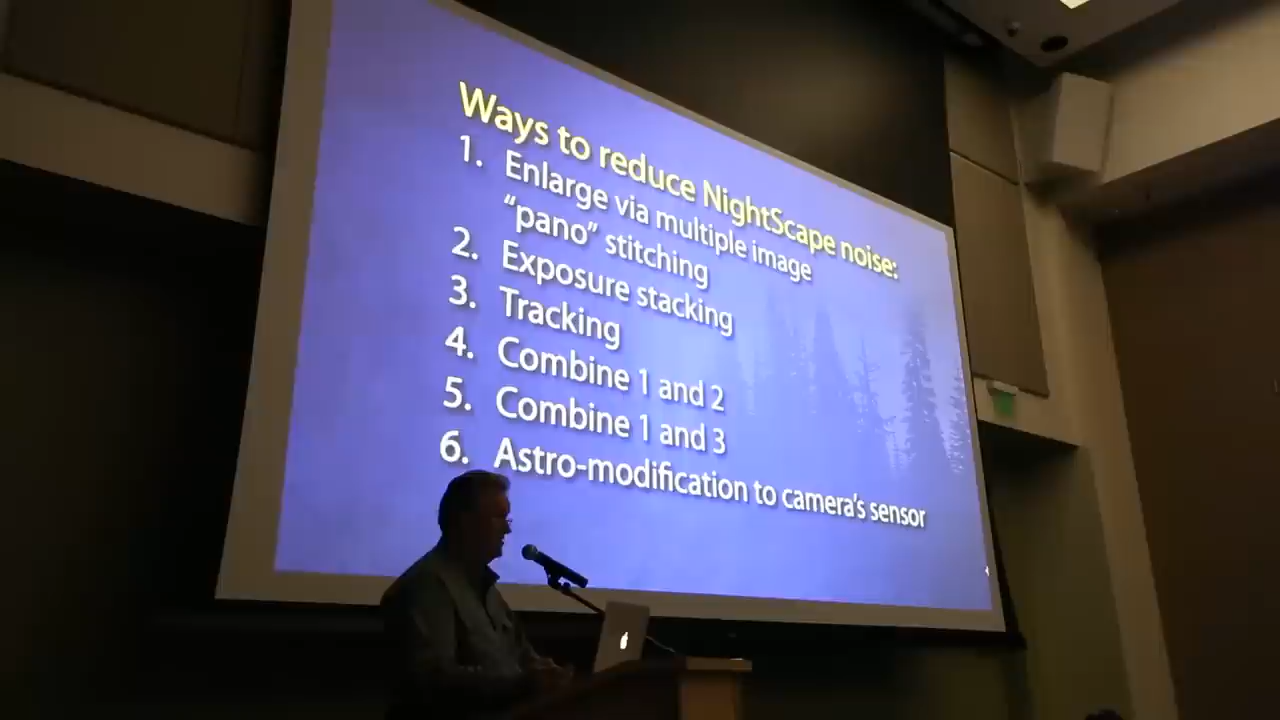 Ways to reduce NightScape noise:
1. Enlarge via multiple image
“pano” stitching
2. Exposure stacking
3. Tracking
4. Combine 1 and 2
5. Combine 1 and 3
6. Astro-modification to camera's sensor